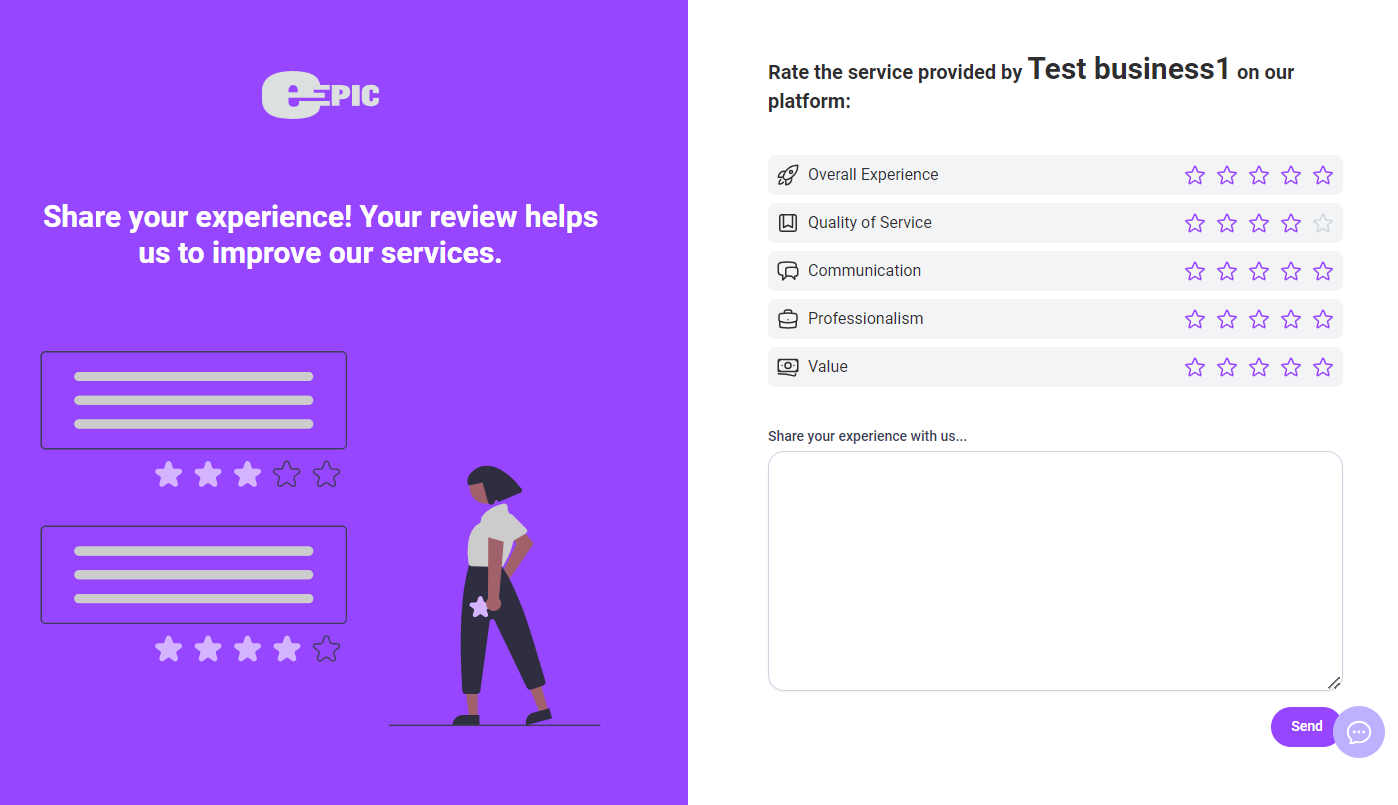 eEPIC
Share your experience! Your review helps
us to improve our services.
Rate the service provided by Test business1 on our
platform:
Overall Experience
Quality of Service
Communication
Professionalism
Value
Share your experience with us...
Send